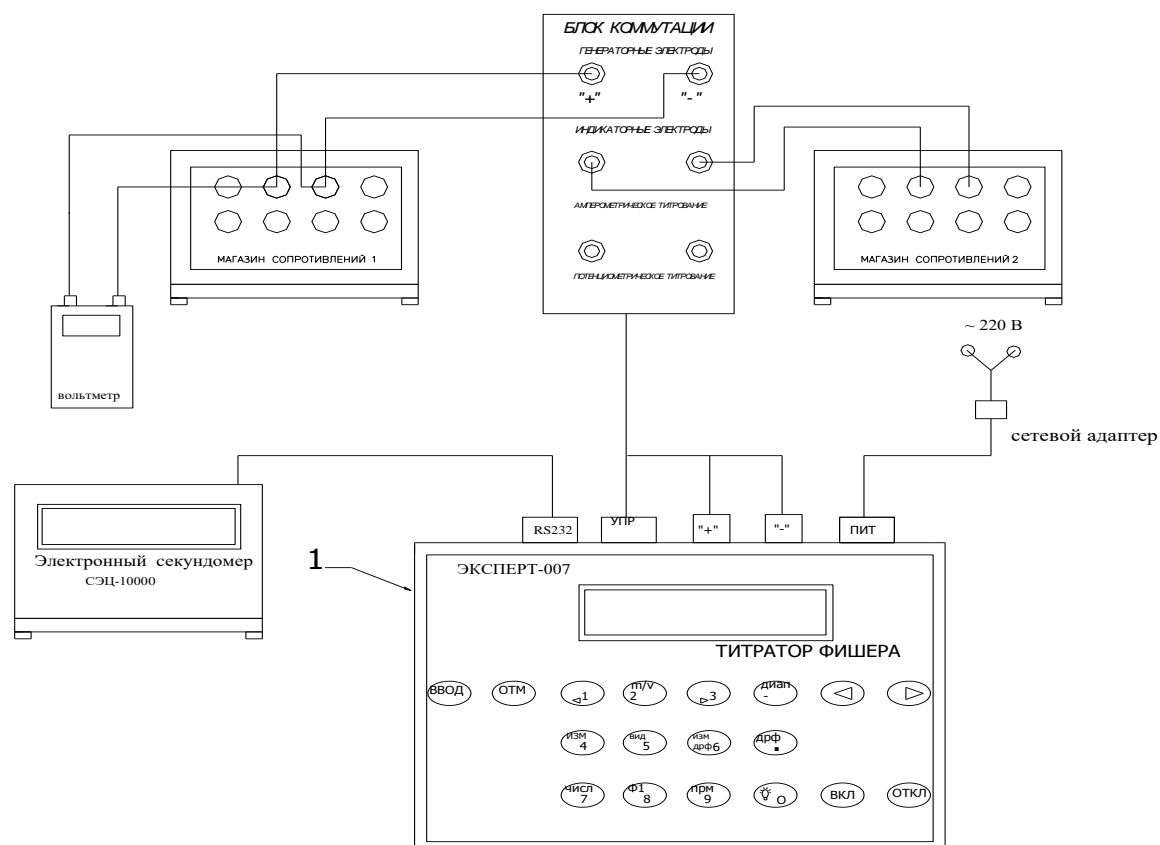 БЛОК КОММУТАЦИИ
ГЕНЕРАТОРНЫЕ ЭЛЕКТРОДЫ
"+" "-"
ИНДИКАТОРНЫЕ ЭЛЕКТРОДЫ
АМПЕРОМЕТРИЧЕСКОЕ ТИТРОВАНИЕ
ПОТЕНЦИОМЕТРИЧЕСКОЕ ТИТРОВАНИЕ
МАГАЗИН СОПРОТИВЛЕНИЙ 1
МАГАЗИН СОПРОТИВЛЕНИЙ 2
вольтметр
~ 220 В
сетевой адаптер
Электронный секундомер
СЭЦ-10000
RS232 УПР "+" "-" ПИТ
1
ЭКСПЕРТ-007
ТИТРАТОР ФИШЕРА
ВВОД ОТМ 1 m/v 2 3 диап -
изм 4 вид 5 изм дрф 6 дрф .
числ 7 Ф1 8 прм 9 О ВКЛ ОТКЛ